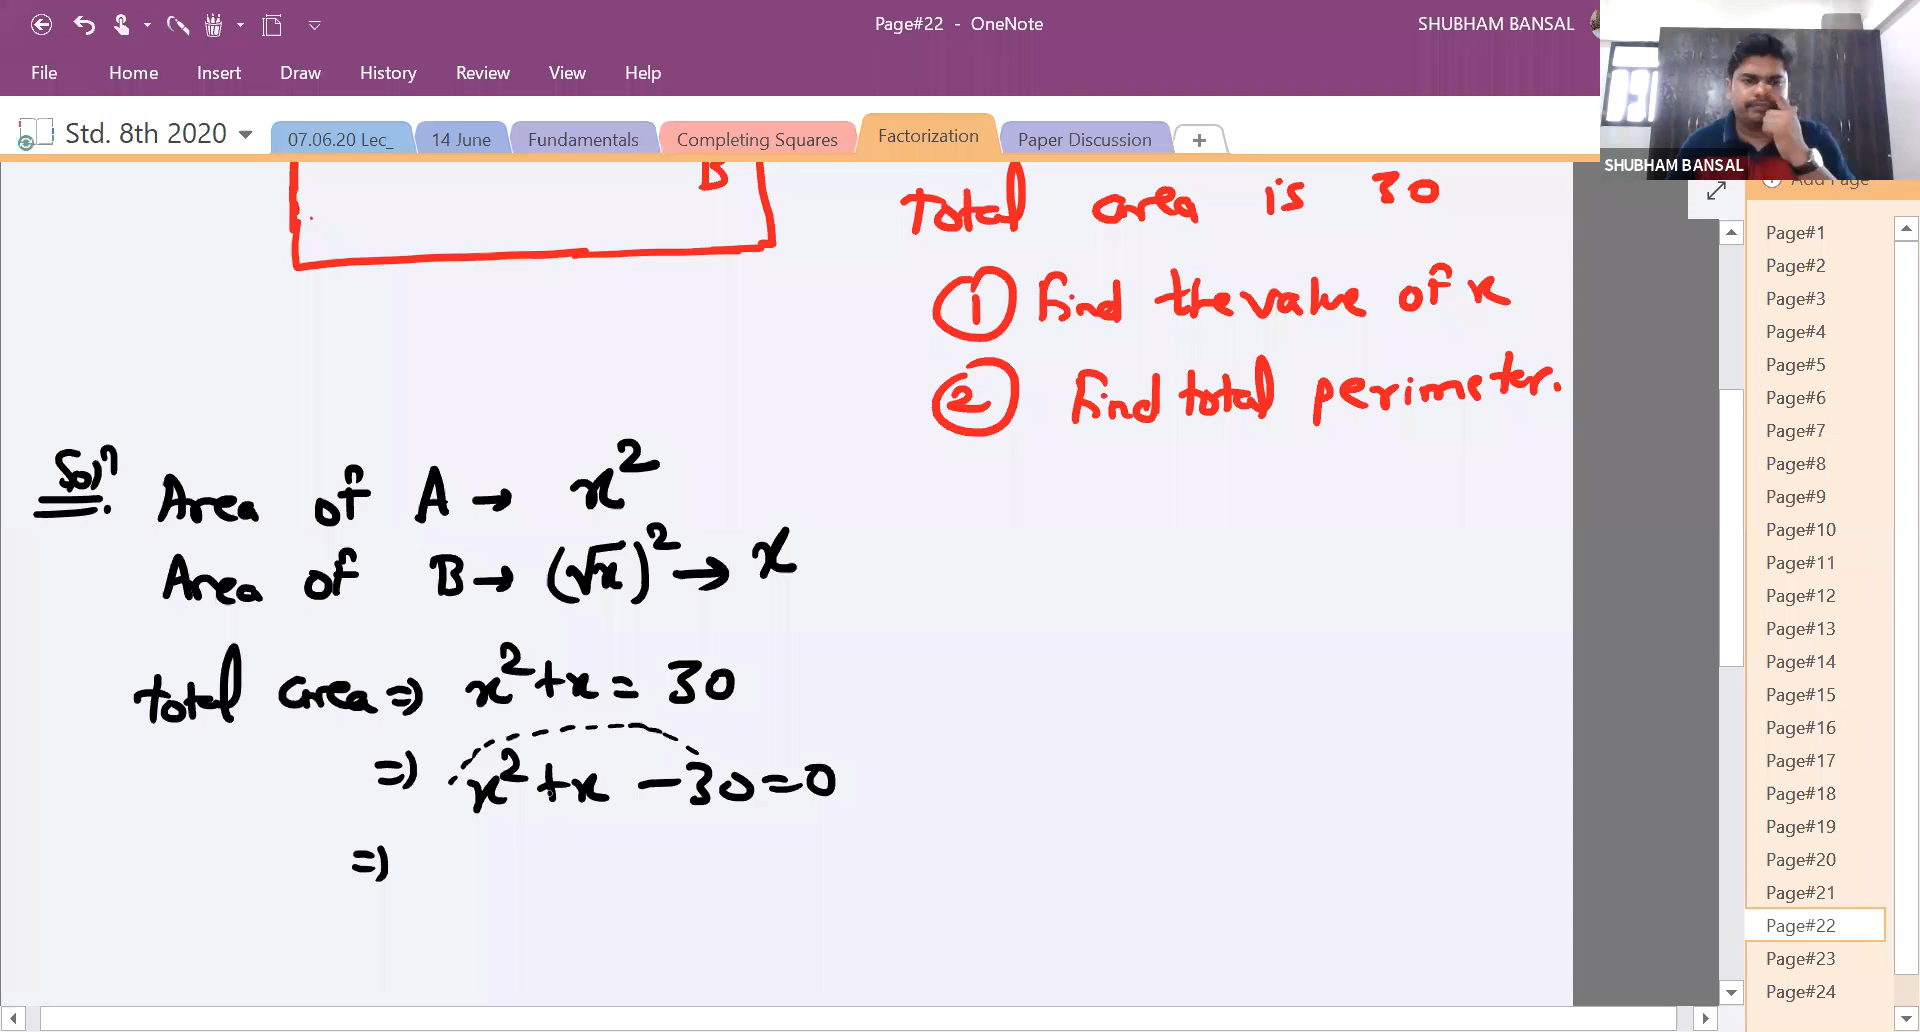 Page#22 - OneNote
SHUBHAM BANSAL
File Home Insert Draw History Review View Help
Std. 8th 2020
07.06.20 Lec_
14 June
Fundamentals
Completing Squares
Factorization
Paper Discussion
+
SHUBHAM BANSAL
Add Page
B
total area is 30
① Find the value of x
② Find total perimeter.
Solⁿ. Area of A → x²
Area of B → (√x)² → x
total area ⇒ x²+x = 30
⇒ x²+x - 30=0
⇒
Page#1
Page#2
Page#3
Page#4
Page#5
Page#6
Page#7
Page#8
Page#9
Page#10
Page#11
Page#12
Page#13
Page#14
Page#15
Page#16
Page#17
Page#18
Page#19
Page#20
Page#21
Page#22
Page#23
Page#24